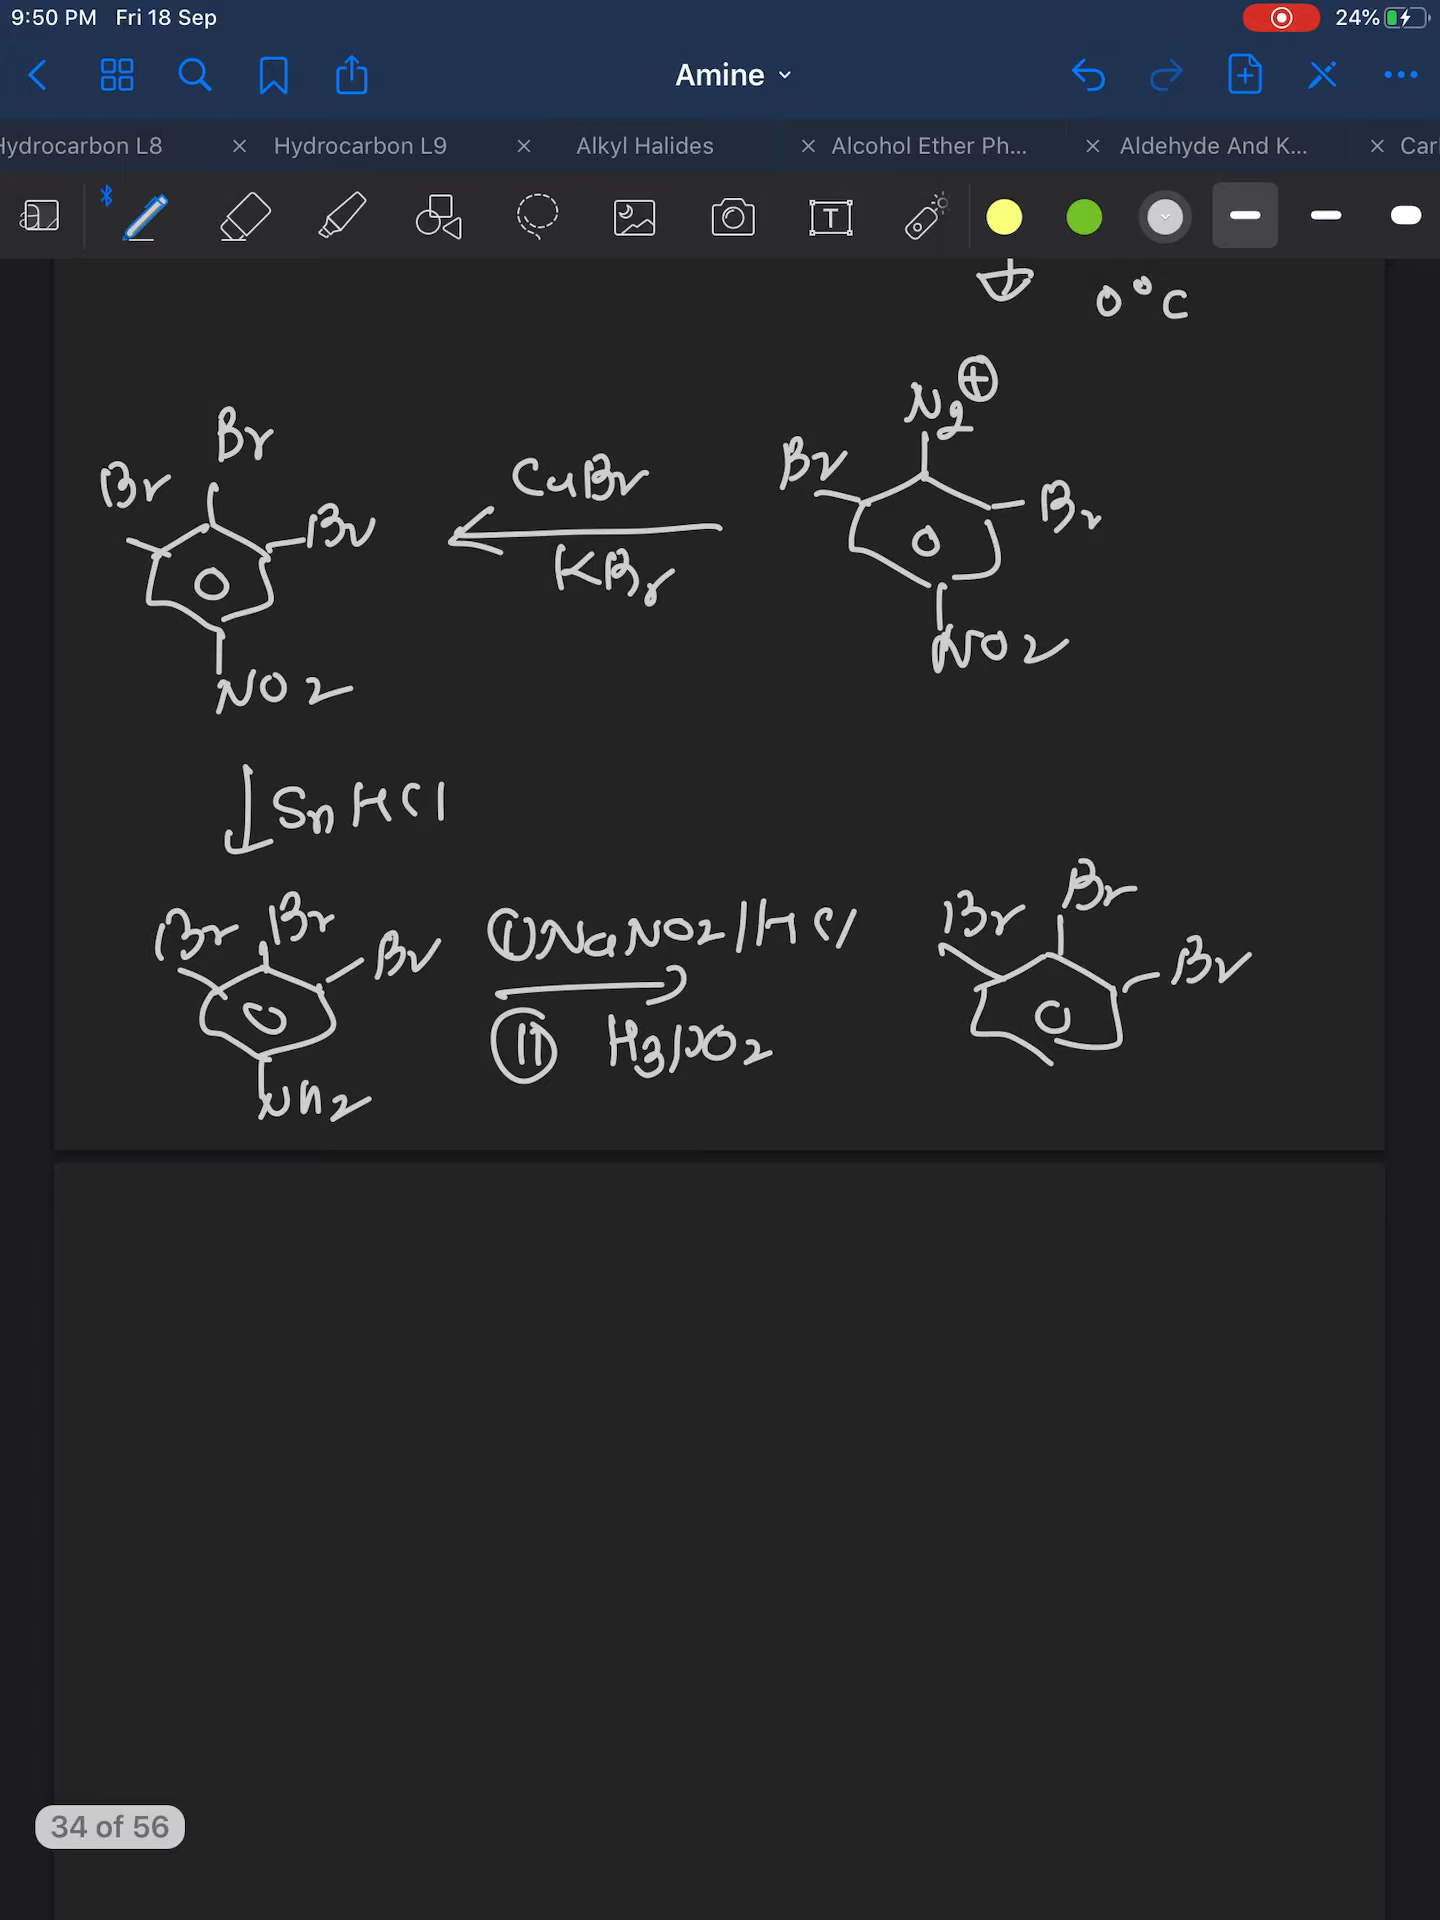 9:50 PM Fri 18 Sep
24%
Amine
Hydrocarbon L8
Hydrocarbon L9
Alkyl Halides
Alcohol Ether Ph...
Aldehyde And K...
Car
T
0°C
N2⊕
Br
Br
NO2
CuBr
KBr
Br
Br
Br
NO2
Sn HCl
Br Br
Br
NH2
① NaNO2/HCl
Ⅱ H3PO2
Br Br
Br
34 of 56